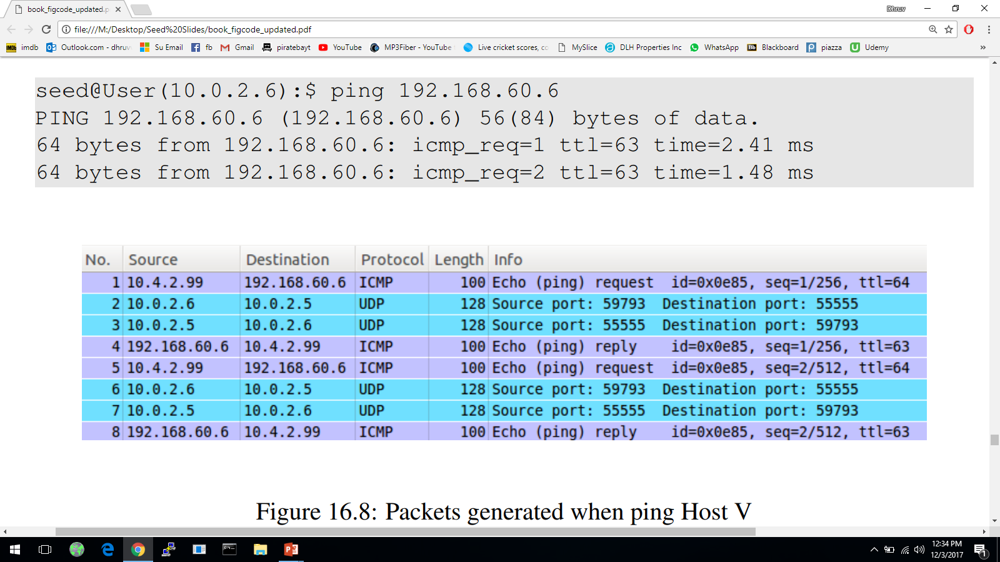 book_figcode_updated.p
Dhruv
file:///M:/Desktop/Seed%20Slides/book_figcode_updated.pdf
IMDb imdb Outlook.com - dhruv Su Email fb Gmail piratebayt YouTube MP3Fiber - YouTube Live cricket scores, co MySlice DLH Properties Inc WhatsApp Bb Blackboard piazza Udemy »
seed@User(10.0.2.6):$ ping 192.168.60.6
PING 192.168.60.6 (192.168.60.6) 56(84) bytes of data.
64 bytes from 192.168.60.6: icmp_req=1 ttl=63 time=2.41 ms
64 bytes from 192.168.60.6: icmp_req=2 ttl=63 time=1.48 ms
No. Source Destination Protocol Length Info
1 10.4.2.99 192.168.60.6 ICMP 100 Echo (ping) request id=0x0e85, seq=1/256, ttl=64
2 10.0.2.6 10.0.2.5 UDP 128 Source port: 59793 Destination port: 55555
3 10.0.2.5 10.0.2.6 UDP 128 Source port: 55555 Destination port: 59793
4 192.168.60.6 10.4.2.99 ICMP 100 Echo (ping) reply id=0x0e85, seq=1/256, ttl=63
5 10.4.2.99 192.168.60.6 ICMP 100 Echo (ping) request id=0x0e85, seq=2/512, ttl=64
6 10.0.2.6 10.0.2.5 UDP 128 Source port: 59793 Destination port: 55555
7 10.0.2.5 10.0.2.6 UDP 128 Source port: 55555 Destination port: 59793
8 192.168.60.6 10.4.2.99 ICMP 100 Echo (ping) reply id=0x0e85, seq=2/512, ttl=63
Figure 16.8: Packets generated when ping Host V
12:34 PM
12/3/2017
1